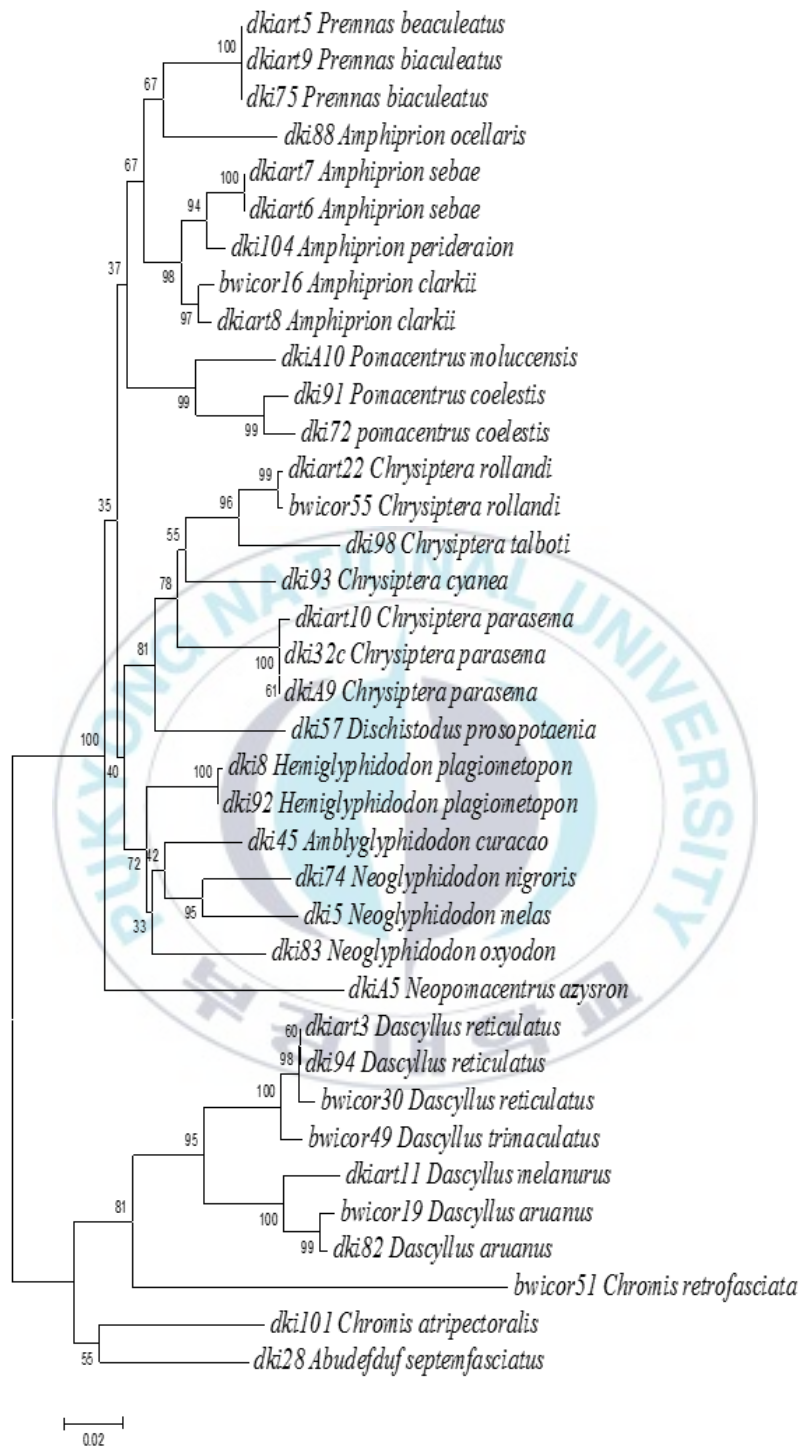 dkiart5 Premnas beaculeatus
100
dkiart9 Premnas biaculeatus
67
dki75 Premnas biaculeatus
dki88 Amphiprion ocellaris
67
100
dkiart7 Amphiprion sebae
94
dkiart6 Amphiprion sebae
dki104 Amphiprion perideraion
37
98
bwicor16 Amphiprion clarkii
97
dkiart8 Amphiprion clarkii
dkiA10 Pomacentrus moluccensis
99
dki91 Pomacentrus coelestis
99
dki72 pomacentrus coelestis
99
dkiart22 Chrysiptera rollandi
35
96
bwicor55 Chrysiptera rollandi
55
dki98 Chrysiptera talboti
78
dki93 Chrysiptera cyanea
dkiart10 Chrysiptera parasema
81
100
dki32c Chrysiptera parasema
61
dkiA9 Chrysiptera parasema
dki57 Dischistodus prosopotaenia
100
40
100
dki8 Hemiglyphidodon plagiometopon
dki92 Hemiglyphidodon plagiometopon
dki45 Amblyglyphidodon curacao
72
42
dki74 Neoglyphidodon nigroris
95
dki5 Neoglyphidodon melas
33
dki83 Neoglyphidodon oxyodon
dkiA5 Neopomacentrus azysron
60
dkiart3 Dascyllus reticulatus
98
dki94 Dascyllus reticulatus
100
bwicor30 Dascyllus reticulatus
95
bwicor49 Dascyllus trimaculatus
dkiart11 Dascyllus melanurus
81
100
bwicor19 Dascyllus aruanus
99
dki82 Dascyllus aruanus
bwicor51 Chromis retrofasciata
dki101 Chromis atripectoralis
55
dki28 Abudefduf septemfasciatus
0.02
PUKYONG NATIONAL UNIVERSITY